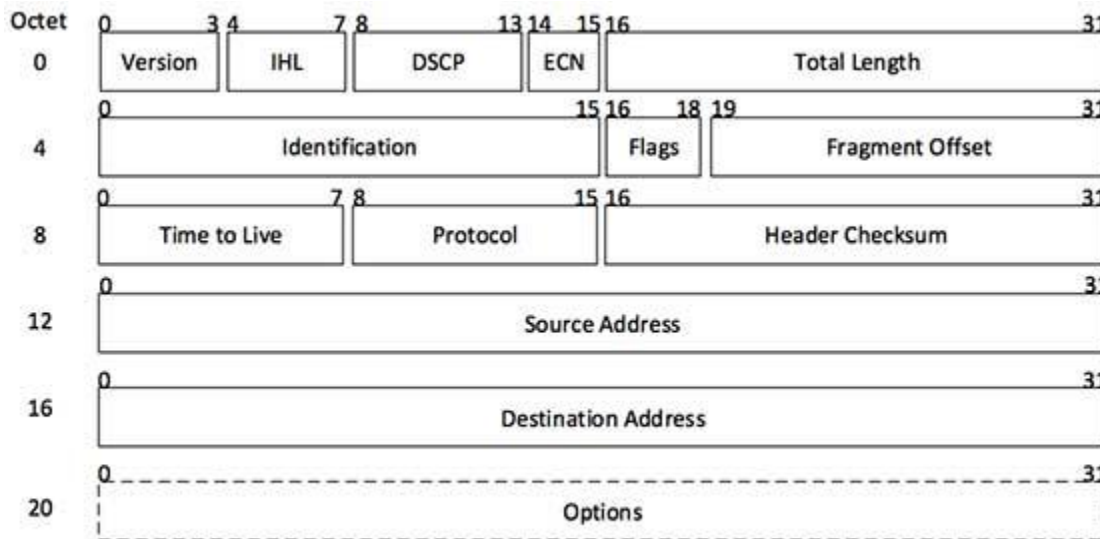 Octet 0 3 4 7 8 13 14 15 16 31
0 Version IHL DSCP ECN Total Length
0 15 16 18 19 31
4 Identification Flags Fragment Offset
0 7 8 15 16 31
8 Time to Live Protocol Header Checksum
0 31
12 Source Address
0 31
16 Destination Address
0 31
20 Options